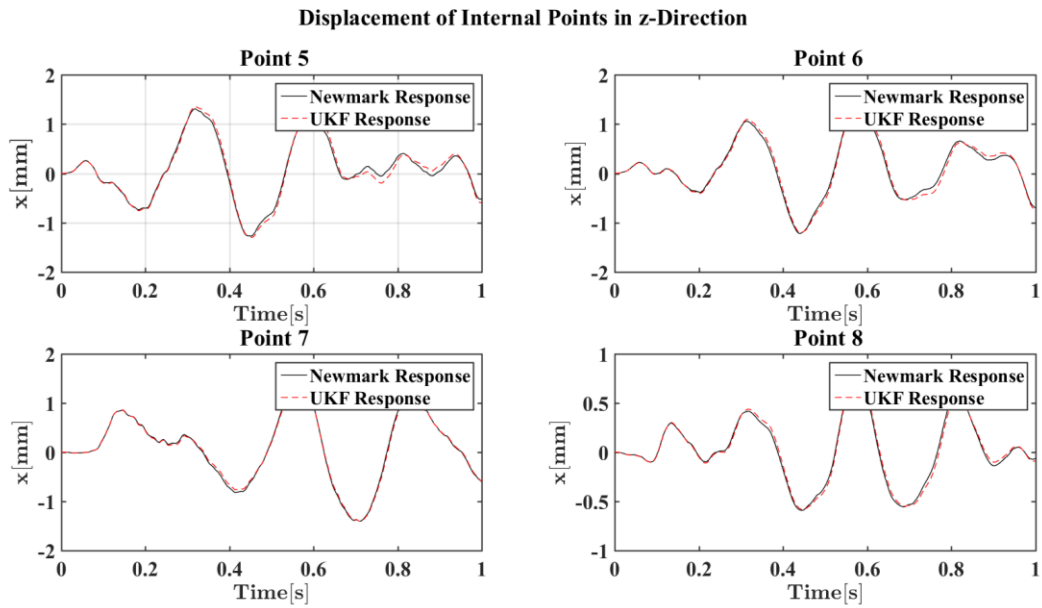 Displacement of Internal Points in z-Direction
Point 5
2
1
0
-1
-2
x[mm]
0 0.2 0.4 0.6 0.8 1
Time[s]
Newmark Response
UKF Response
Point 6
2
1
0
-1
-2
x[mm]
0 0.2 0.4 0.6 0.8 1
Time[s]
Newmark Response
UKF Response
Point 7
2
1
0
-1
-2
x[mm]
0 0.2 0.4 0.6 0.8 1
Time[s]
Newmark Response
UKF Response
Point 8
1
0.5
0
-0.5
-1
x[mm]
0 0.2 0.4 0.6 0.8 1
Time[s]
Newmark Response
UKF Response